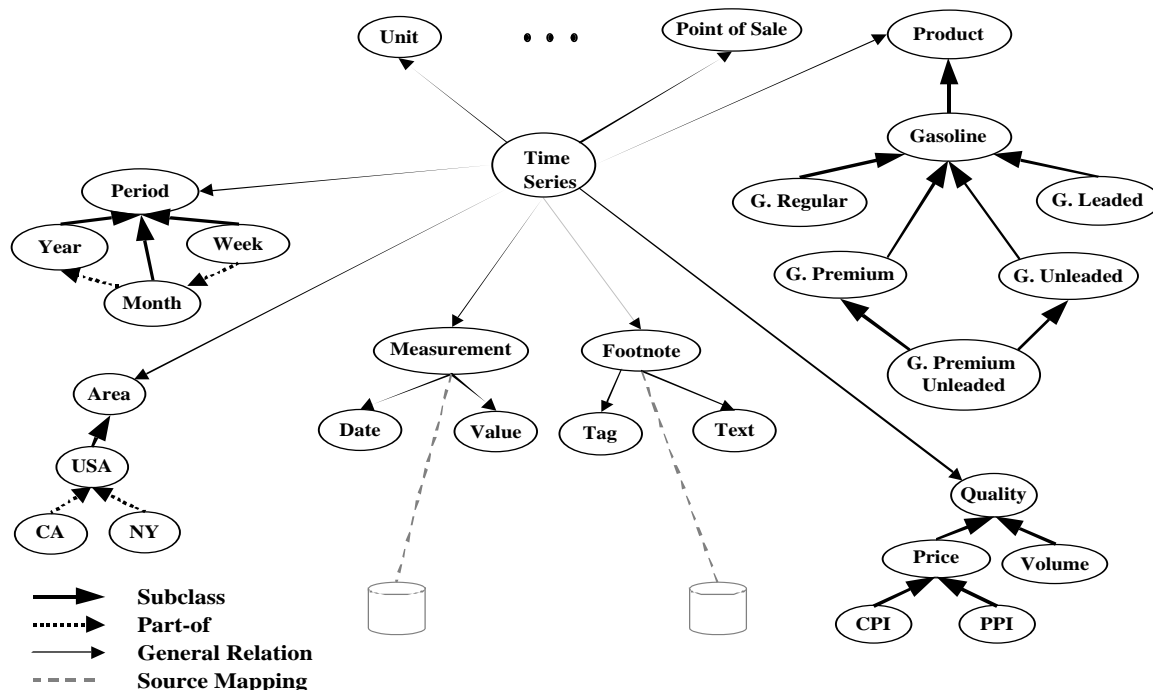 Unit
Point of Sale
Product
Gasoline
Time
Series
Period
G. Regular
G. Leaded
Year
Week
G. Premium
G. Unleaded
Month
Measurement
Footnote
G. Premium
Unleaded
Area
Date
Value
Tag
Text
USA
Quality
CA
NY
Price
Volume
Subclass
Part-of
CPI
PPI
General Relation
Source Mapping